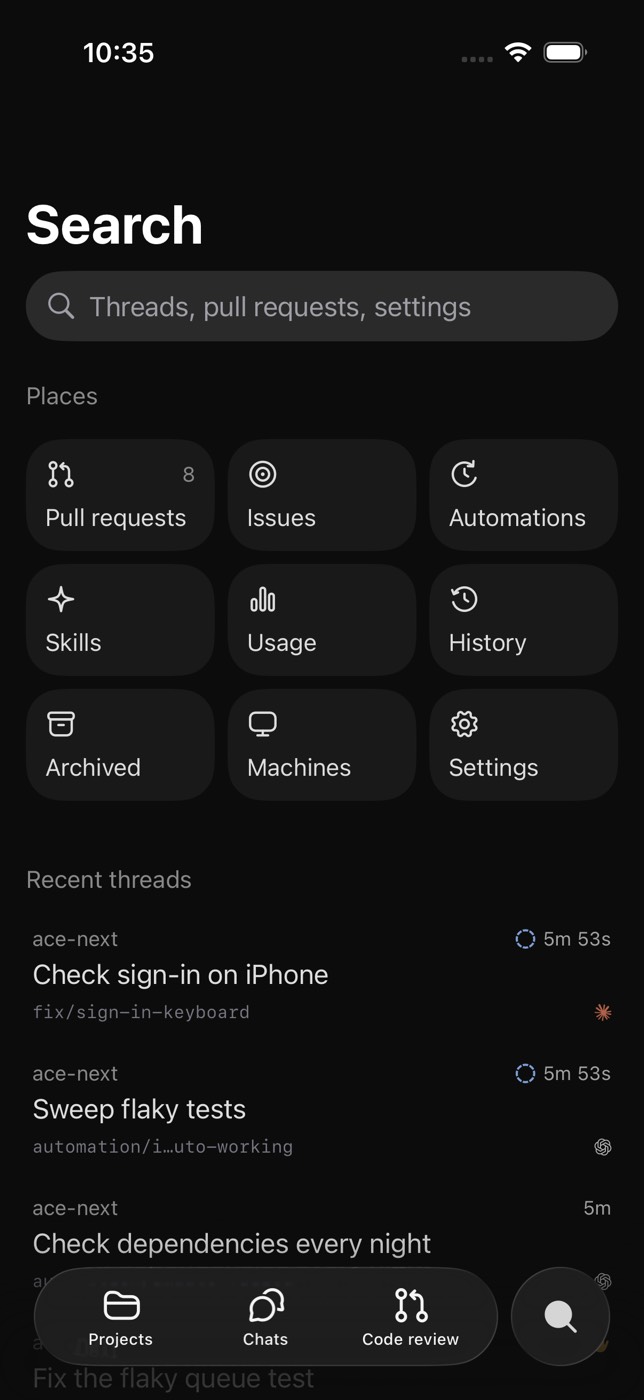 10:35
Search
Threads, pull requests, settings
Places
8
Pull requests
Issues
Automations
Skills
Usage
History
Archived
Machines
Settings
Recent threads
ace-next
5m 53s
Check sign-in on iPhone
fix/sign-in-keyboard
ace-next
5m 53s
Sweep flaky tests
automation/i…uto-working
ace-next
5m
Check dependencies every night
Projects
Chats
Code review
Fix the flaky queue test